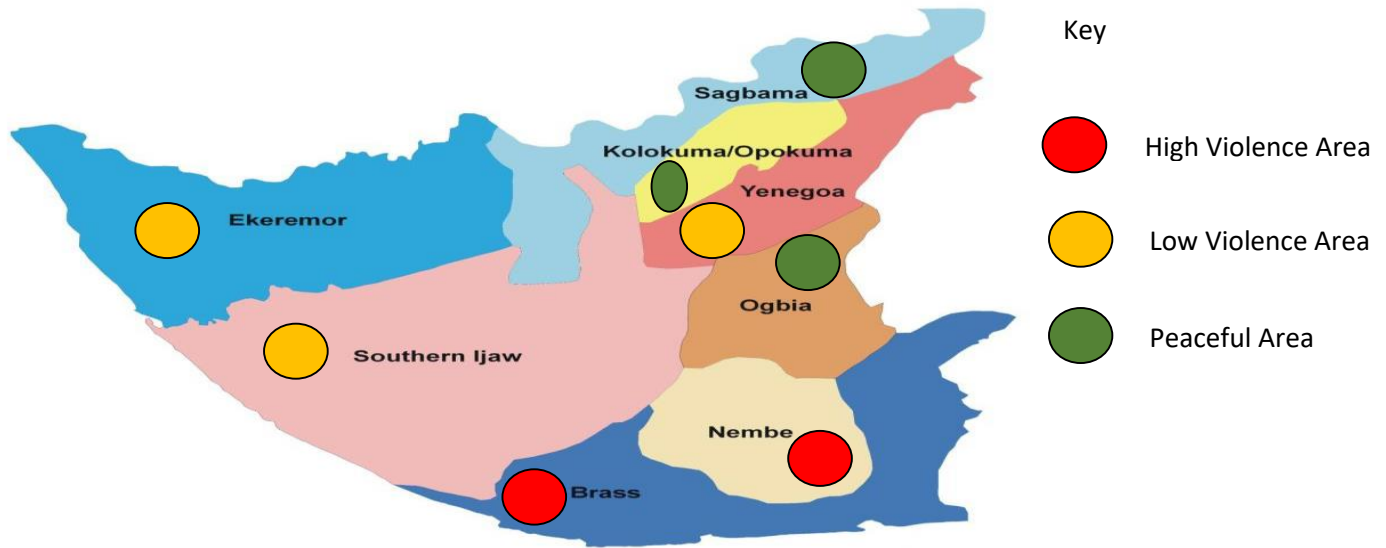 Key
Sagbama
High Violence Area
Kolokuma/Opokuma
Yenegoa
Ekeremor
Low Violence Area
Ogbia
Peaceful Area
Southern Ijaw
Nembe
Brass